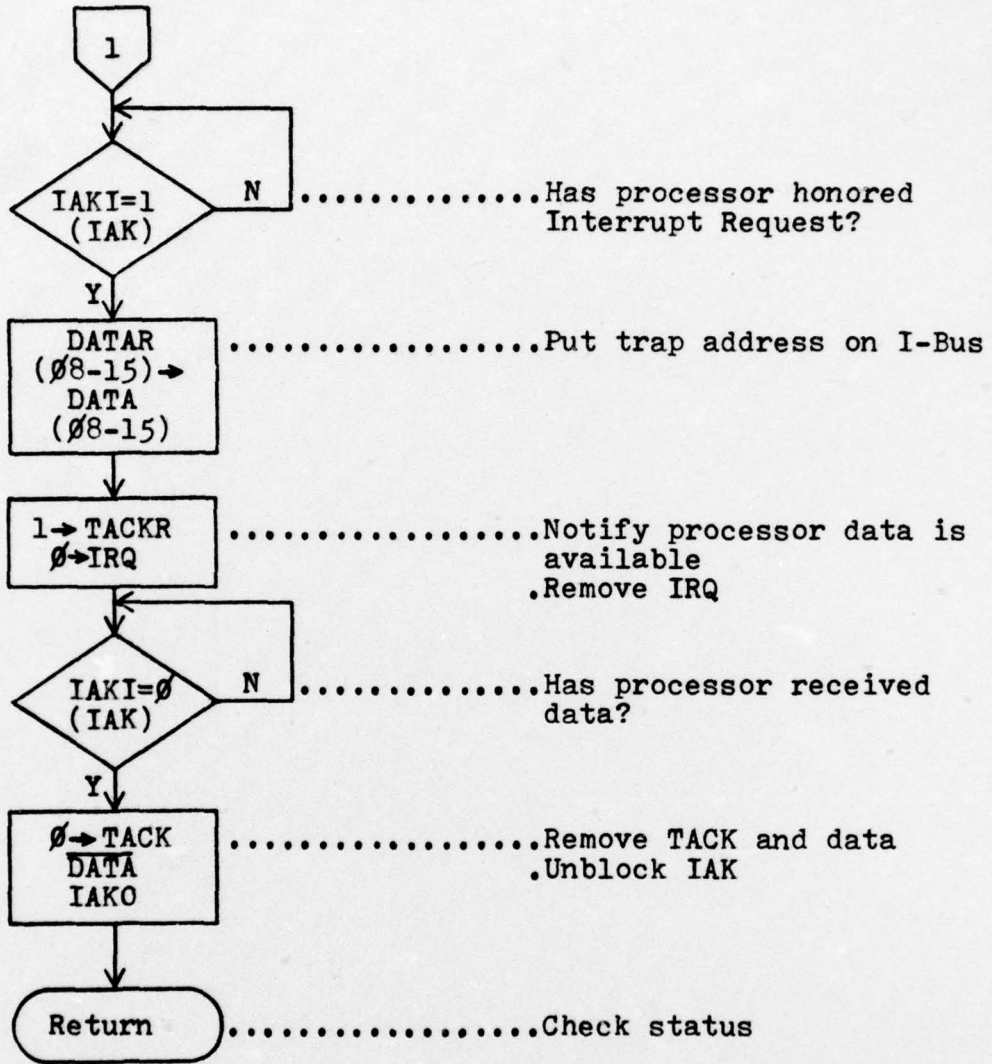 1
IAKI=1
(IAK)
N
..............Has processor honored
Interrupt Request?
Y
DATAR
(Ø8-15)→
DATA
(Ø8-15)
..................Put trap address on I-Bus
1→TACKR
Ø→IRQ
..................Notify processor data is
available
.Remove IRQ
IAKI=Ø
(IAK)
N
..............Has processor received
data?
Y
Ø→TACK
D̅A̅T̅A̅
IAKO
..................Remove TACK and data
.Unblock IAK
Return
..................Check status